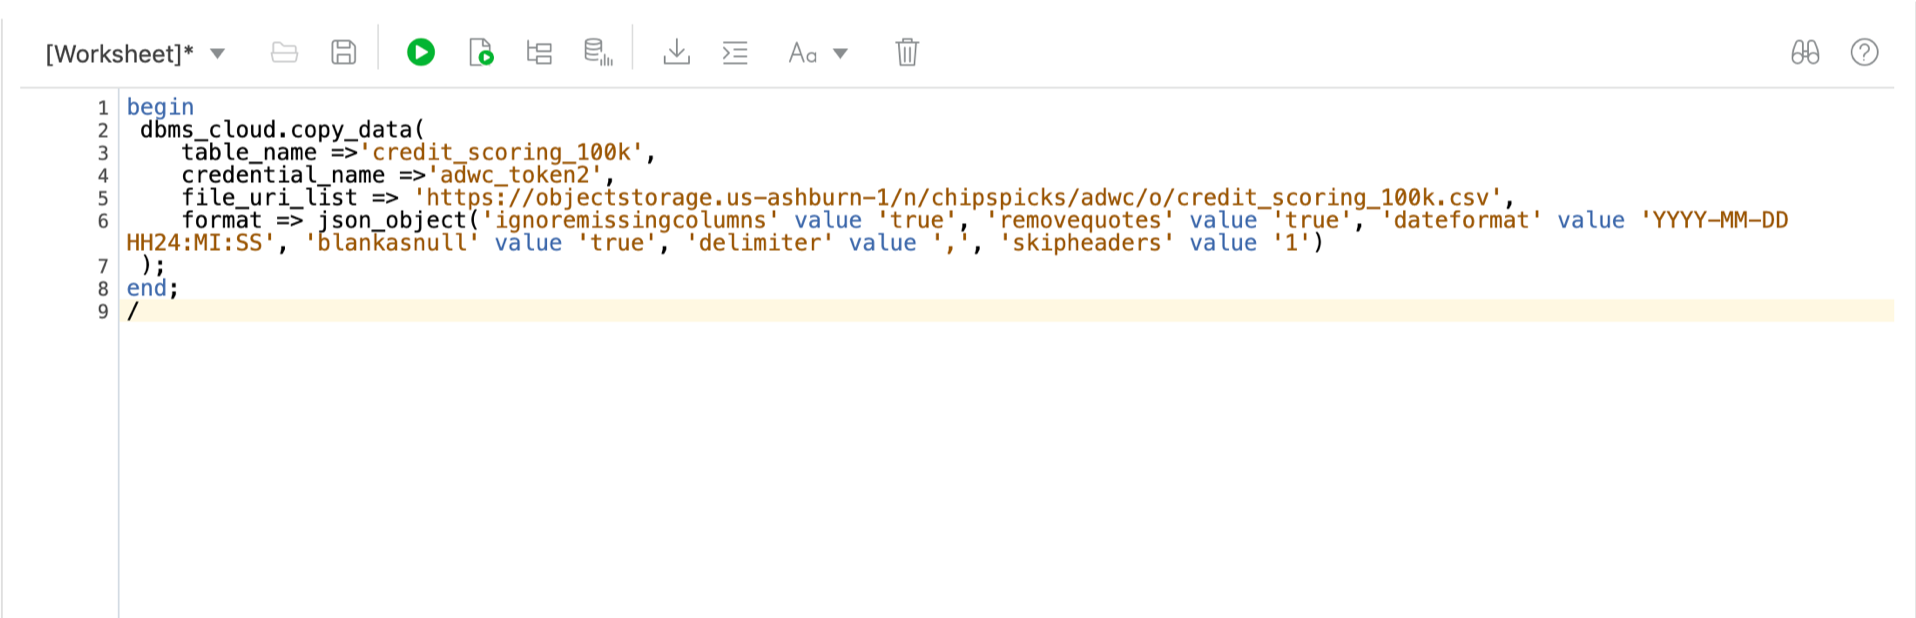 [Worksheet]* Aa ?
1 begin
2  dbms_cloud.copy_data(
3     table_name =>'credit_scoring_100k',
4     credential_name =>'adwc_token2',
5     file_uri_list => 'https://objectstorage.us-ashburn-1/n/chipspicks/adwc/o/credit_scoring_100k.csv',
6     format => json_object('ignoremissingcolumns' value 'true', 'removequotes' value 'true', 'dateformat' value 'YYYY-MM-DD
HH24:MI:SS', 'blankasnull' value 'true', 'delimiter' value ',', 'skipheaders' value '1')
7  );
8 end;
9 /